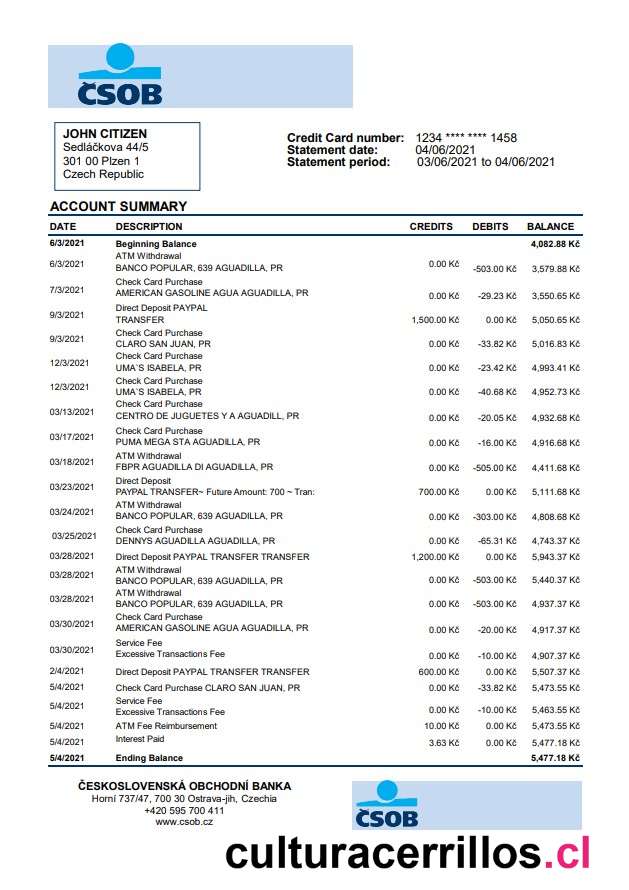 ČSOB
JOHN CITIZEN
Sedláčkova 44/5
301 00 Plzen 1
Czech Republic
Credit Card number: 1234 **** **** 1458
Statement date: 04/06/2021
Statement period: 03/06/2021 to 04/06/2021
ACCOUNT SUMMARY
DATE DESCRIPTION CREDITS DEBITS BALANCE
6/3/2021 Beginning Balance 4,082.88 Kč
6/3/2021 ATM Withdrawal
BANCO POPULAR, 639 AGUADILLA, PR 0.00 Kč -503.00 Kč 3,579.88 Kč
7/3/2021 Check Card Purchase
AMERICAN GASOLINE AGUA AGUADILLA, PR 0.00 Kč -29.23 Kč 3,550.65 Kč
9/3/2021 Direct Deposit PAYPAL
TRANSFER 1,500.00 Kč 0.00 Kč 5,050.65 Kč
9/3/2021 Check Card Purchase
CLARO SAN JUAN, PR 0.00 Kč -33.82 Kč 5,016.83 Kč
12/3/2021 Check Card Purchase
UMA`S ISABELA, PR 0.00 Kč -23.42 Kč 4,993.41 Kč
12/3/2021 Check Card Purchase
UMA`S ISABELA, PR 0.00 Kč -40.68 Kč 4,952.73 Kč
03/13/2021 Check Card Purchase
CENTRO DE JUGUETES Y A AGUADILL, PR 0.00 Kč -20.05 Kč 4,932.68 Kč
03/17/2021 Check Card Purchase
PUMA MEGA STA AGUADILLA, PR 0.00 Kč -16.00 Kč 4,916.68 Kč
03/18/2021 ATM Withdrawal
FBPR AGUADILLA DI AGUADILLA, PR 0.00 Kč -505.00 Kč 4,411.68 Kč
03/23/2021 Direct Deposit
PAYPAL TRANSFER~ Future Amount: 700 ~ Tran: 700.00 Kč 0.00 Kč 5,111.68 Kč
03/24/2021 ATM Withdrawal
BANCO POPULAR, 639 AGUADILLA, PR 0.00 Kč -303.00 Kč 4,808.68 Kč
03/25/2021 Check Card Purchase
DENNYS AGUADILLA AGUADILLA, PR 0.00 Kč -65.31 Kč 4,743.37 Kč
03/28/2021 Direct Deposit PAYPAL TRANSFER TRANSFER 1,200.00 Kč 0.00 Kč 5,943.37 Kč
03/28/2021 ATM Withdrawal
BANCO POPULAR, 639 AGUADILLA, PR 0.00 Kč -503.00 Kč 5,440.37 Kč
03/28/2021 ATM Withdrawal
BANCO POPULAR, 639 AGUADILLA, PR 0.00 Kč -503.00 Kč 4,937.37 Kč
03/30/2021 Check Card Purchase
AMERICAN GASOLINE AGUA AGUADILLA, PR 0.00 Kč -20.00 Kč 4,917.37 Kč
03/30/2021 Service Fee
Excessive Transactions Fee 0.00 Kč -10.00 Kč 4,907.37 Kč
2/4/2021 Direct Deposit PAYPAL TRANSFER TRANSFER 600.00 Kč 0.00 Kč 5,507.37 Kč
5/4/2021 Check Card Purchase CLARO SAN JUAN, PR 0.00 Kč -33.82 Kč 5,473.55 Kč
5/4/2021 Service Fee
Excessive Transactions Fee 0.00 Kč -10.00 Kč 5,463.55 Kč
5/4/2021 ATM Fee Reimbursement 10.00 Kč 0.00 Kč 5,473.55 Kč
5/4/2021 Interest Paid 3.63 Kč 0.00 Kč 5,477.18 Kč
5/4/2021 Ending Balance 5,477.18 Kč
ČESKOSLOVENSKÁ OBCHODNÍ BANKA
Horní 737/47, 700 30 Ostrava-jih, Czechia
+420 595 700 411
www.csob.cz
ČSOB
culturacerrillos.cl